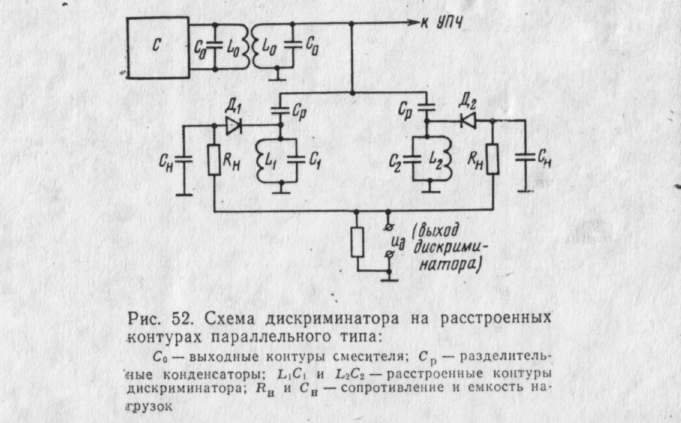 С
C₀
L₀
L₀
C₀
К УПЧ
Cр
Cр
Д₁
Д₂
Cн
Rн
L₁
C₁
C₂
L₂
Rн
Cн
uд
(выход
дискрими-
натора)
Рис. 52. Схема дискриминатора на расстроенных
контурах параллельного типа:
C₀ — выходные контуры смесителя; Cр — разделитель-
ные конденсаторы; L₁C₁ и L₂C₂ — расстроенные контуры
дискриминатора; Rн и Cн — сопротивление и емкость на-
грузок